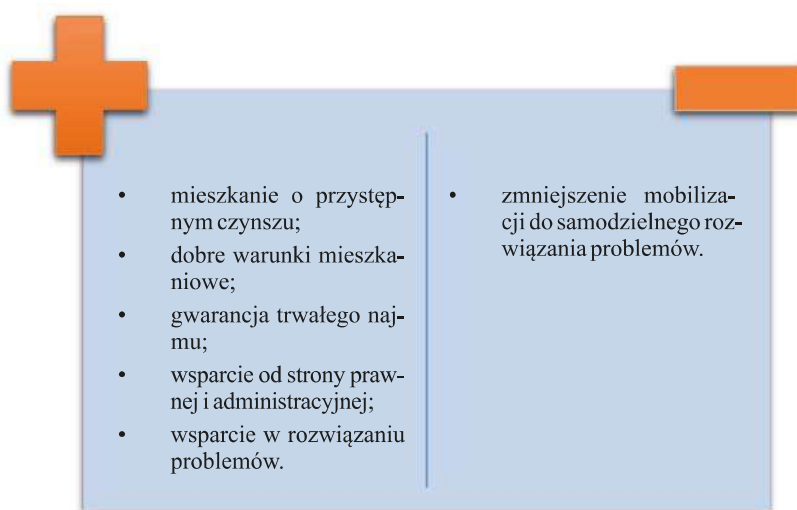 • mieszkanie o przystęp-
nym czynszu;
• dobre warunki mieszka-
niowe;
• gwarancja trwałego naj-
mu;
• wsparcie od strony praw-
nej i administracyjnej;
• wsparcie w rozwiązaniu
problemów.
• zmniejszenie mobiliza-
cji do samodzielnego roz-
wiązania problemów.